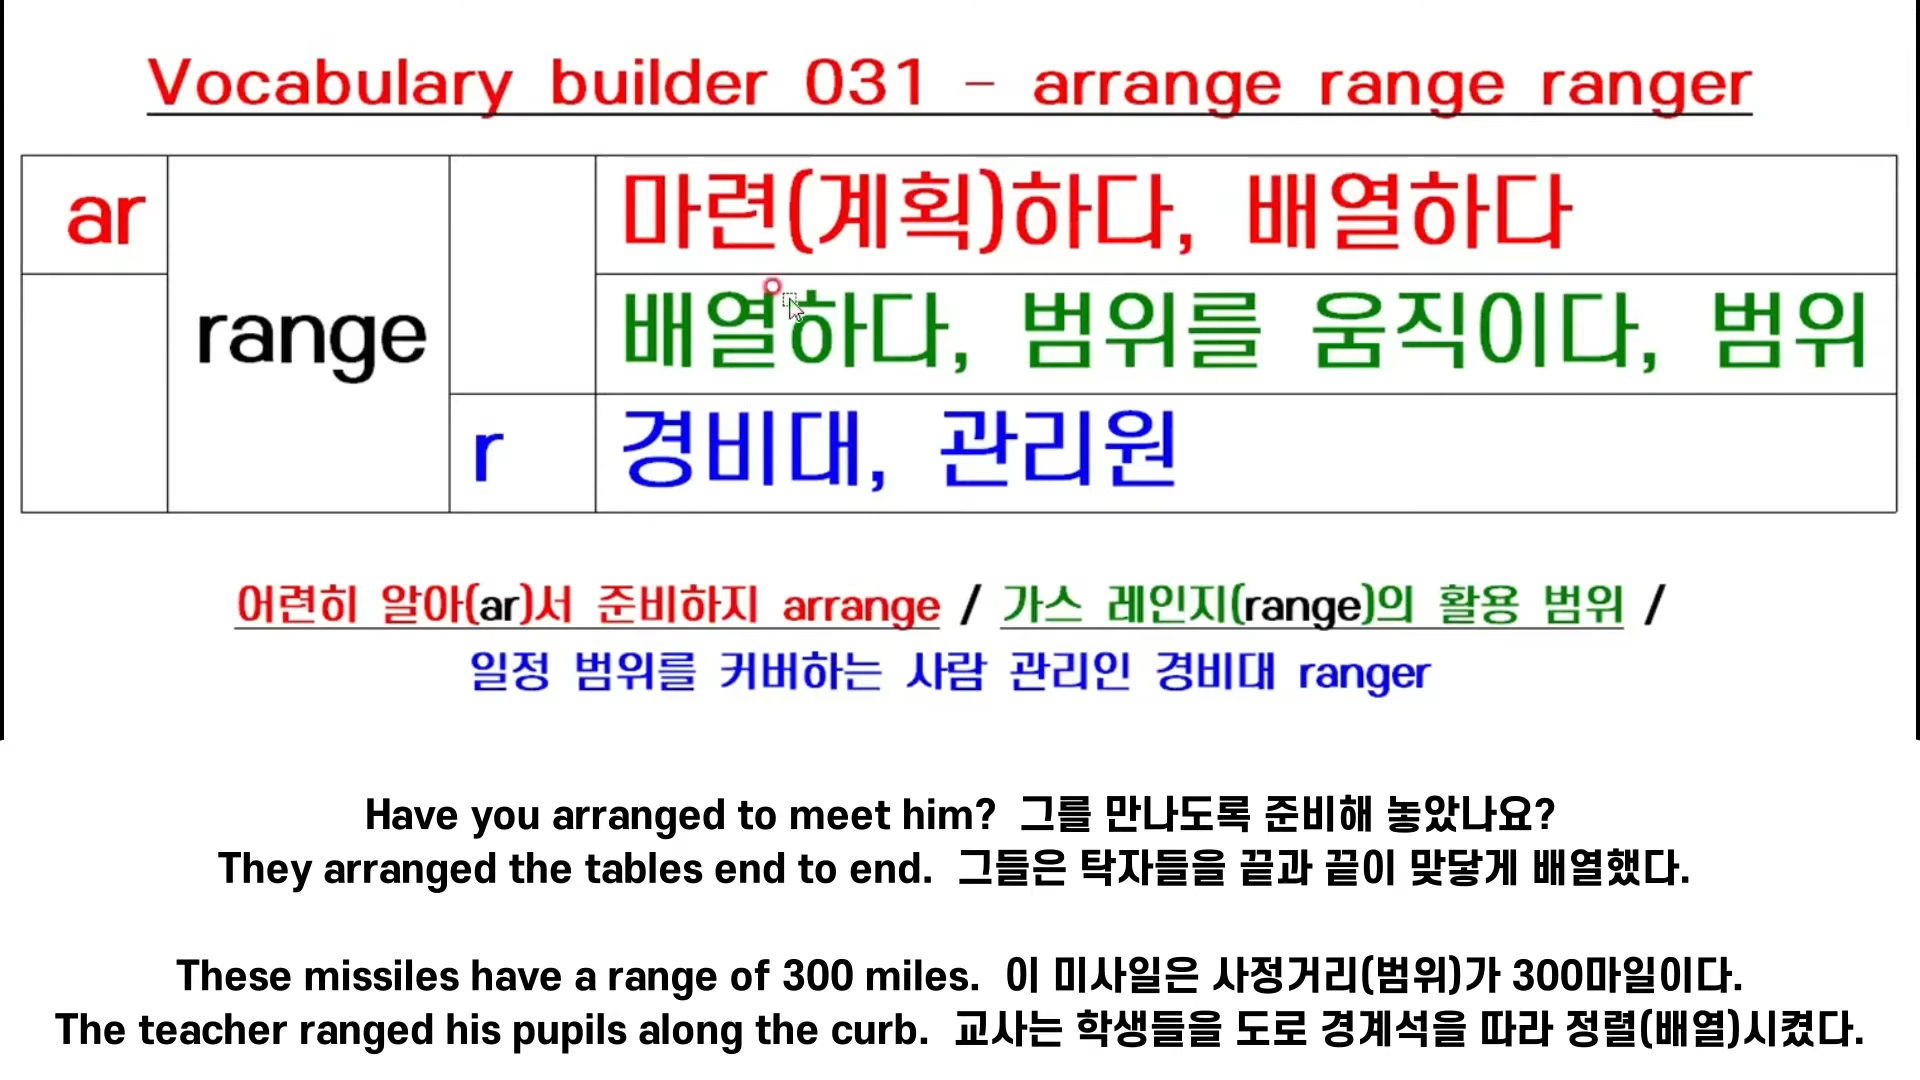 Vocabulary builder 031 - arrange range ranger
ar
range
r
마련(계획)하다, 배열하다
배열하다, 범위를 움직이다, 범위
경비대, 관리원
어련히 알아(ar)서 준비하지 arrange / 가스 레인지(range)의 활용 범위 /
일정 범위를 커버하는 사람 관리인 경비대 ranger
Have you arranged to meet him? 그를 만나도록 준비해 놓았나요?
They arranged the tables end to end. 그들은 탁자들을 끝과 끝이 맞닿게 배열했다.
These missiles have a range of 300 miles. 이 미사일은 사정거리(범위)가 300마일이다.
The teacher ranged his pupils along the curb. 교사는 학생들을 도로 경계석을 따라 정렬(배열)시켰다.